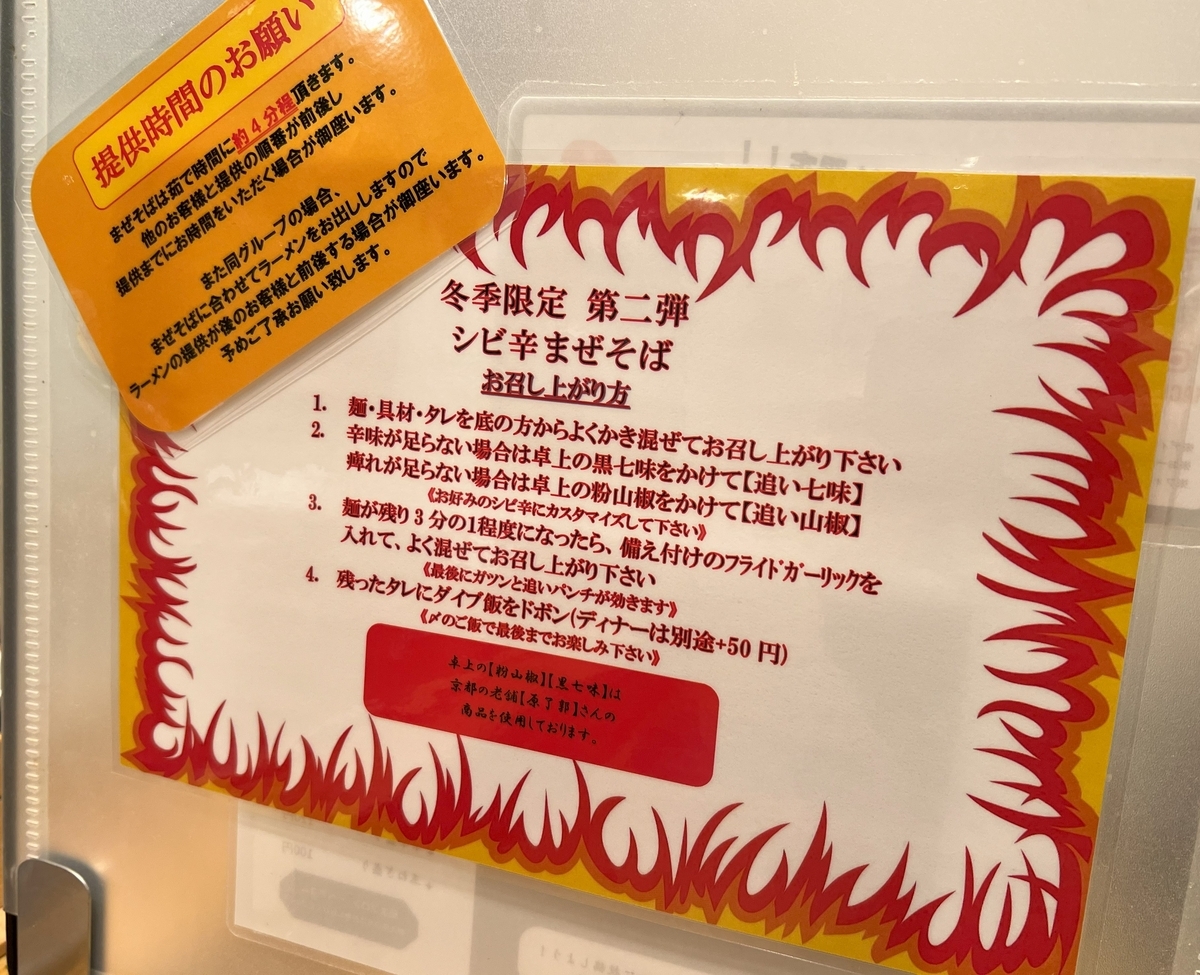 提供時間のお願い
まぜそばは茹で時間に約４分程頂きます。
他のお客様と提供の順番が前後し
提供までにお時間をいただく場合が御座います。
また同グループの場合、
まぜそばに合わせてラーメンをお出ししますので
ラーメンの提供が後のお客様と前後する場合が御座います。
予めご了承お願い致します。
冬季限定 第二弾
シビ辛まぜそば
お召し上がり方
1. 麺・具材・タレを底の方からよくかき混ぜてお召し上がり下さい
2. 辛味が足らない場合は卓上の黒七味をかけて【追い七味】
痺れが足らない場合は卓上の粉山椒をかけて【追い山椒】
《お好みのシビ辛にカスタマイズして下さい》
3. 麺が残り３分の1程度になったら、備え付けのフライドガーリックを
入れて、よく混ぜてお召し上がり下さい
《最後にガツンと追いパンチが効きます》
4. 残ったタレにダイブ飯をドボン(ディナーは別途+50 円)
《〆のご飯で最後までお楽しみ下さい》
卓上の【粉山椒】【黒七味】は
京都の老舗【原了郭】さんの
商品を使用しております。